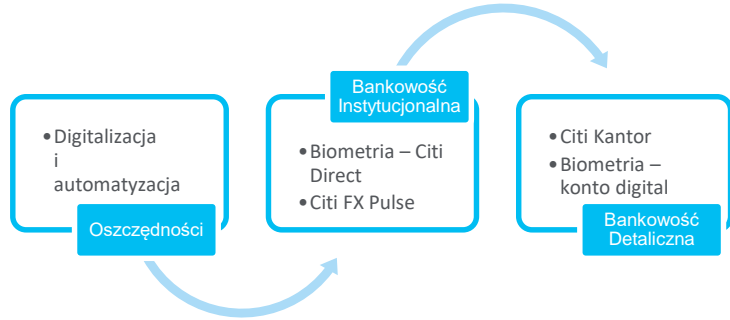 •Digitalizacja
i
automatyzacja
Oszczędności
Bankowość
Instytucjonalna
•Biometria – Citi
Direct
•Citi FX Pulse
•Citi Kantor
•Biometria –
konto digital
Bankowość
Detaliczna